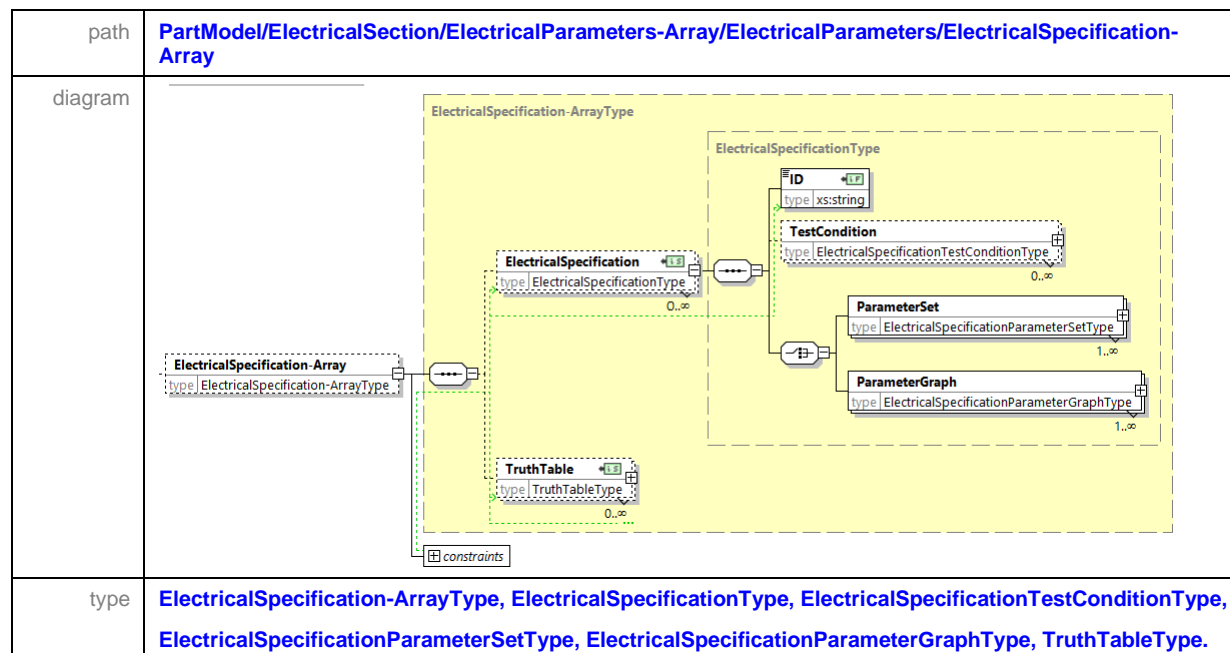 path
PartModel/ElectricalSection/ElectricalParameters-Array/ElectricalParameters/ElectricalSpecification-
Array
diagram
ElectricalSpecification-ArrayType
ElectricalSpecificationType
ID
type xs:string
TestCondition
type ElectricalSpecificationTestConditionType
0..∞
ElectricalSpecification
type ElectricalSpecificationType
0..∞
ParameterSet
type ElectricalSpecificationParameterSetType
1..∞
ElectricalSpecification-Array
type ElectricalSpecification-ArrayType
ParameterGraph
type ElectricalSpecificationParameterGraphType
1..∞
TruthTable
type TruthTableType
0..∞
constraints
type
ElectricalSpecification-ArrayType, ElectricalSpecificationType, ElectricalSpecificationTestConditionType,
ElectricalSpecificationParameterSetType, ElectricalSpecificationParameterGraphType, TruthTableType.